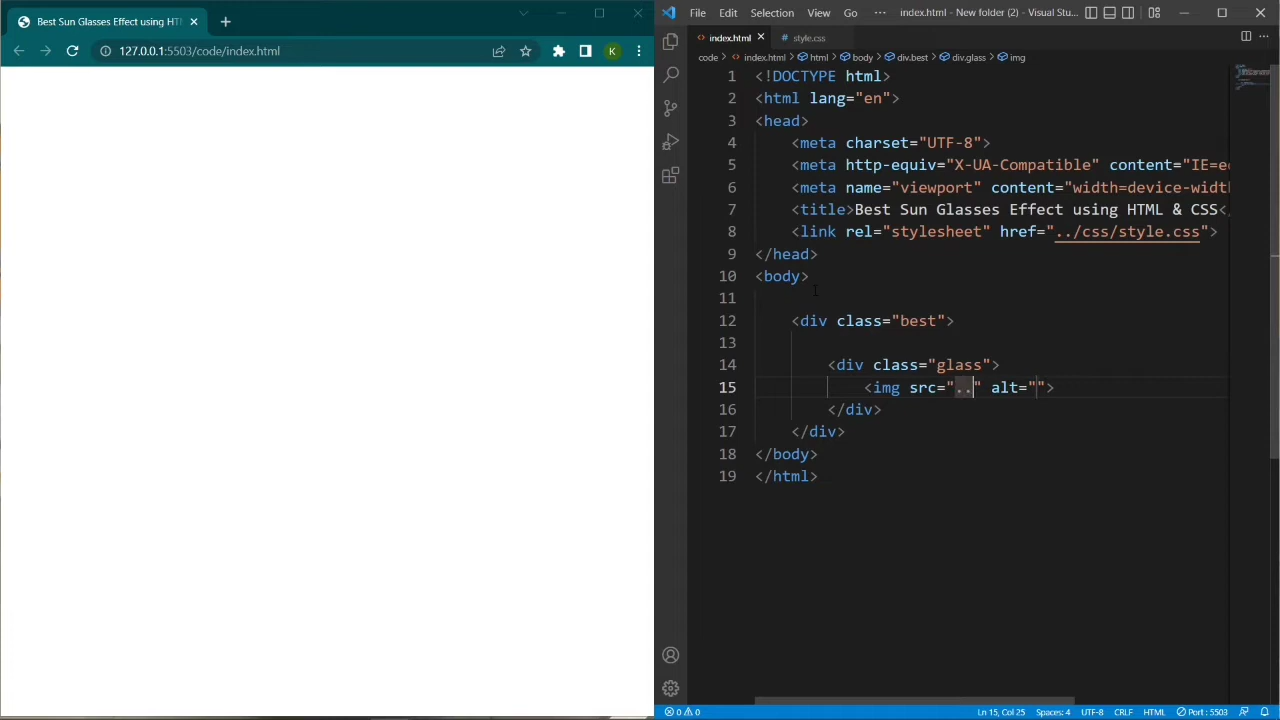 Best Sun Glasses Effect using HT
127.0.0.1:5503/code/index.html
K
File Edit Selection View Go ··· index.html - New folder (2) - Visual Stu...
index.html style.css
code > index.html > html > body > div.best > div.glass > img
1 <!DOCTYPE html>
2 <html lang="en">
3 <head>
4 <meta charset="UTF-8">
5 <meta http-equiv="X-UA-Compatible" content="IE=e
6 <meta name="viewport" content="width=device-widt
7 <title>Best Sun Glasses Effect using HTML & CSS</
8 <link rel="stylesheet" href="../css/style.css">
9 </head>
10 <body>
11
12 <div class="best">
13
14 <div class="glass">
15 <img src=".." alt="">
16 </div>
17 </div>
18 </body>
19 </html>
0 0 Ln 15, Col 25 Spaces: 4 UTF-8 CRLF HTML Port : 5503